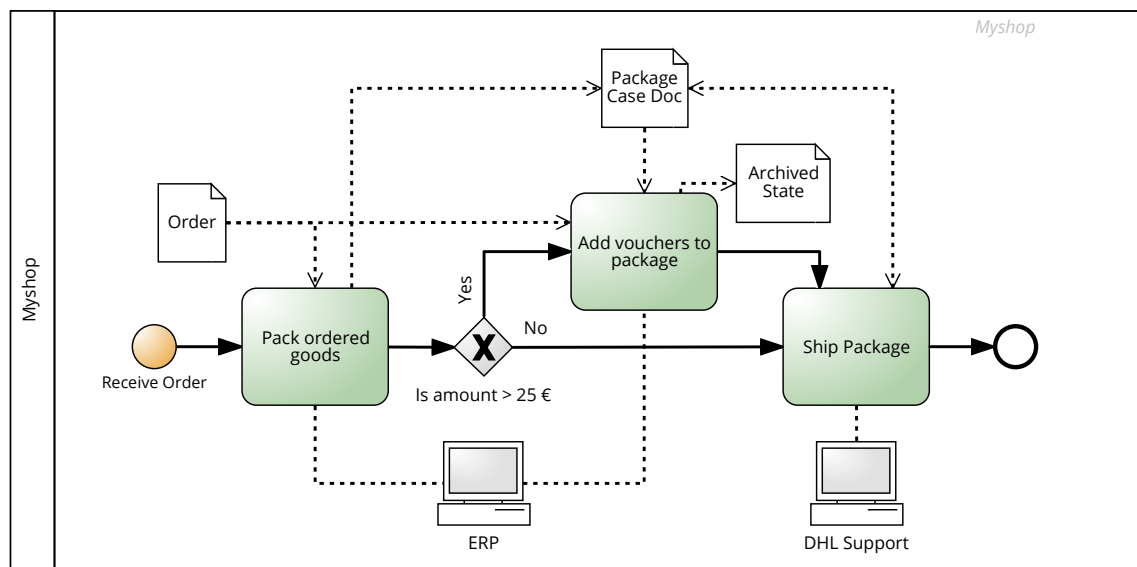 Myshop
Myshop
Package
Case Doc
Archived
State
Order
Add vouchers to
package
Yes
No
Pack ordered
goods
Ship Package
Receive Order
Is amount > 25 €
ERP
DHL Support